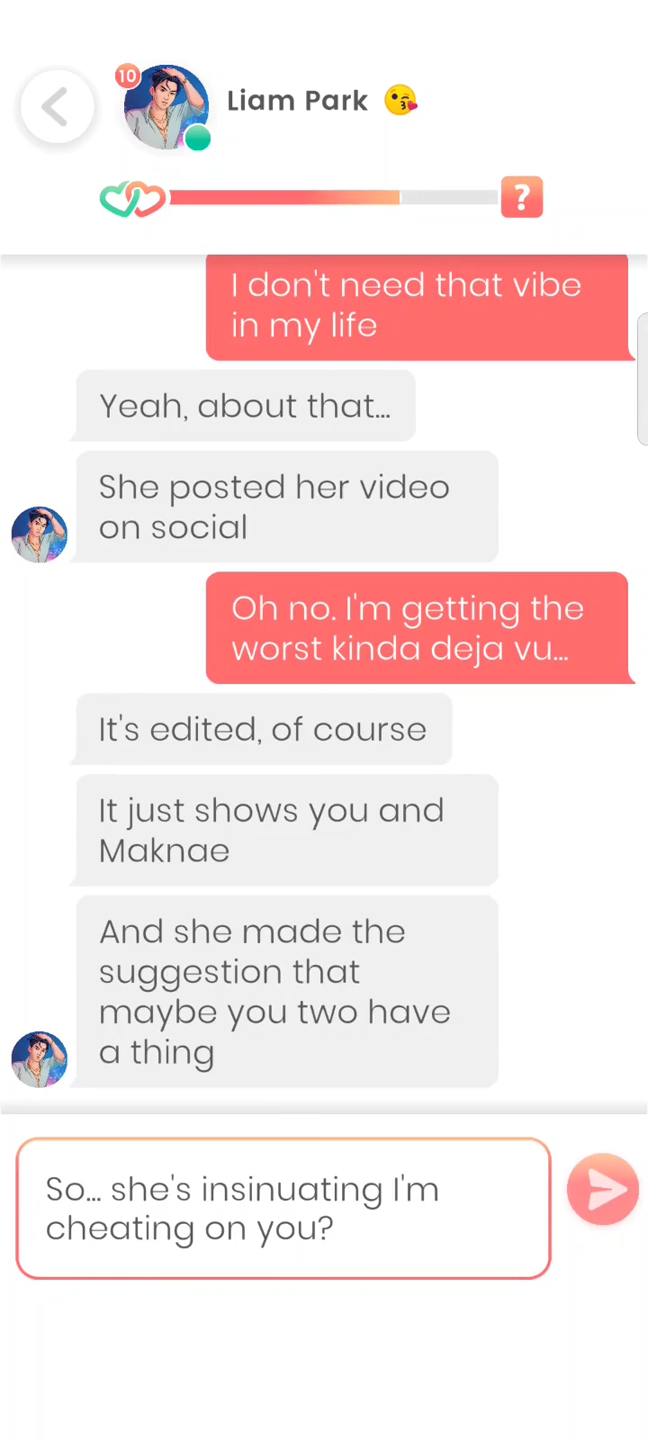 10
Liam Park 😘
?
I don't need that vibe
in my life
Yeah, about that...
She posted her video
on social
Oh no. I'm getting the
worst kinda deja vu...
It's edited, of course
It just shows you and
Maknae
And she made the
suggestion that
maybe you two have
a thing
So... she's insinuating I'm
cheating on you?